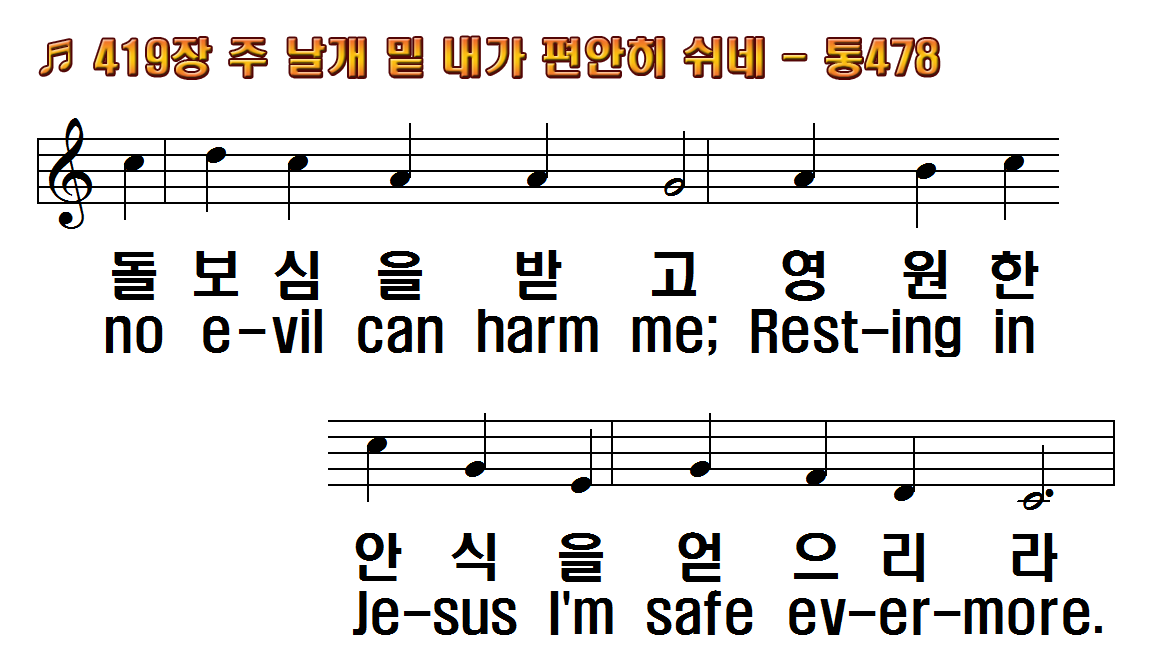 ♬ 419장 주 날개 밑 내가 편안히 쉬네 - 통478
돌 보 심 을 받 고 영 원 한
no e-vil can harm me; Rest-ing in
안 식 을 얻 으 리 라
Je-sus I'm safe ev-er-more.